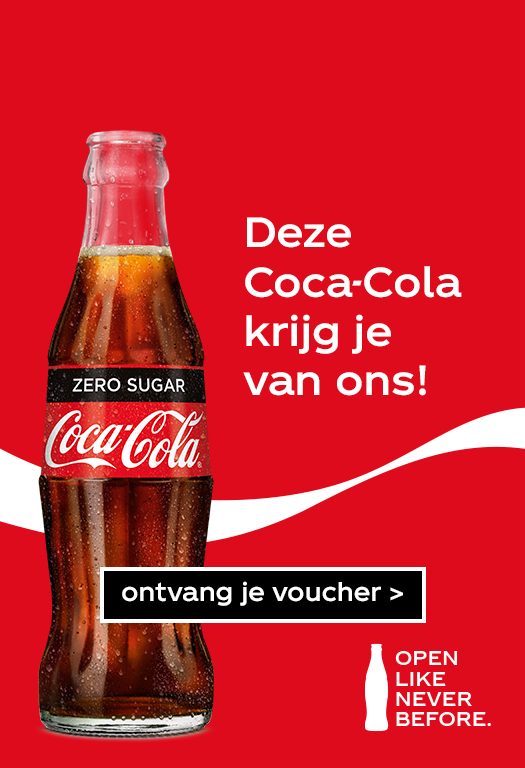 Deze
Coca-Cola
krijg je
van ons!
ZERO SUGAR
Coca-Cola
ontvang je voucher >
OPEN
LIKE
NEVER
BEFORE.